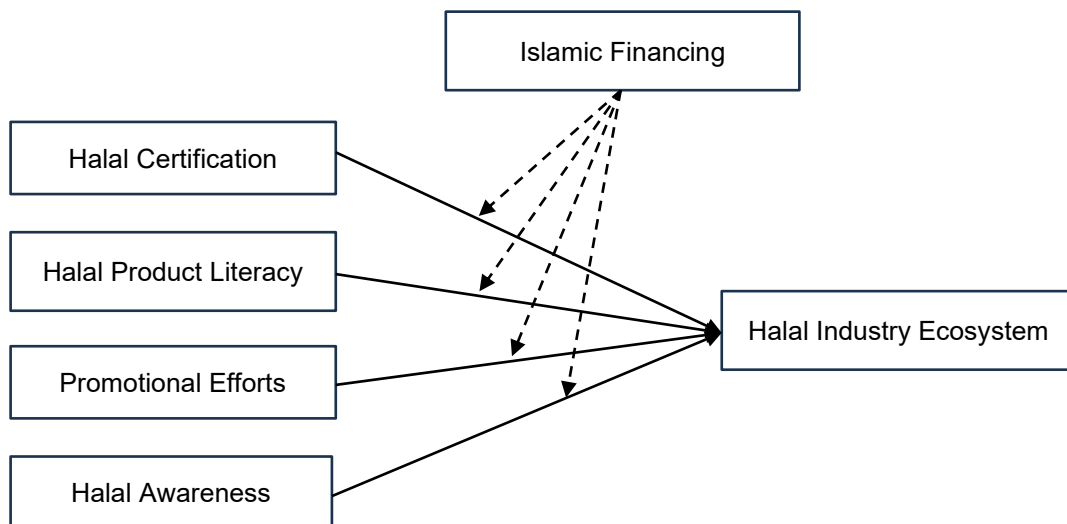 Islamic Financing
Halal Certification
Halal Product Literacy
Halal Industry Ecosystem
Promotional Efforts
Halal Awareness